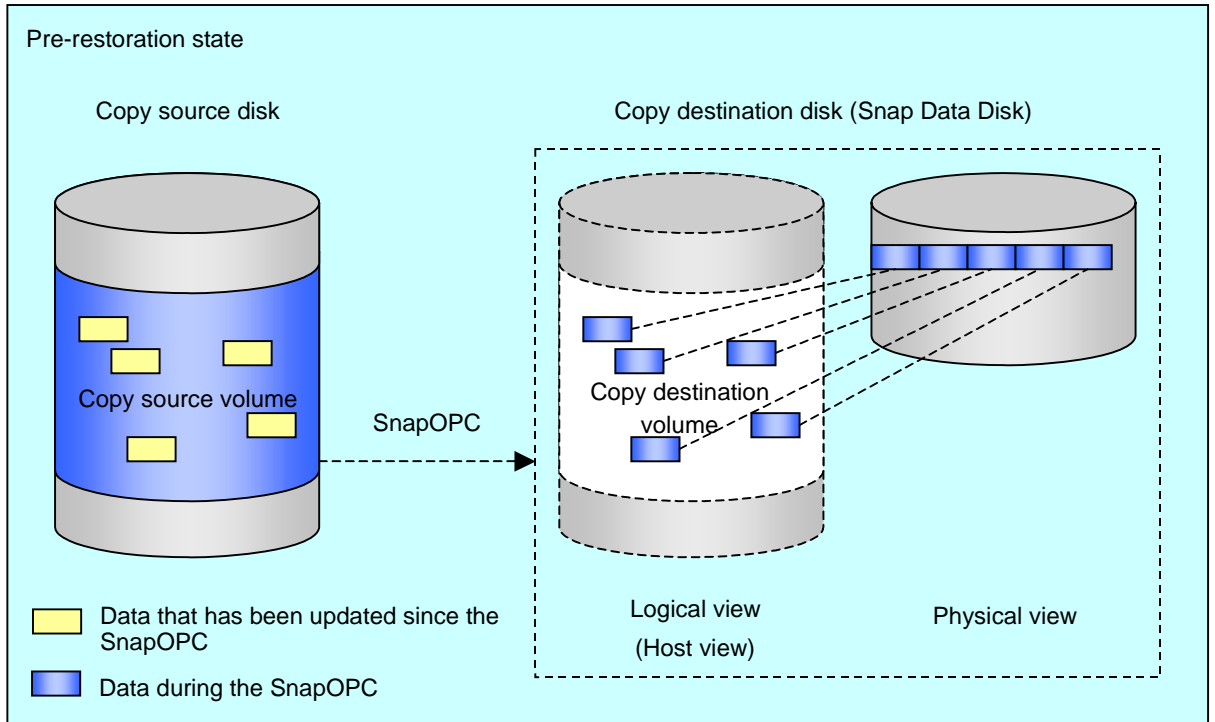 Pre-restoration state
Copy source disk
Copy destination disk (Snap Data Disk)
Copy source volume
SnapOPC
Copy destination
volume
Logical view
(Host view)
Physical view
Data that has been updated since the
SnapOPC
Data during the SnapOPC